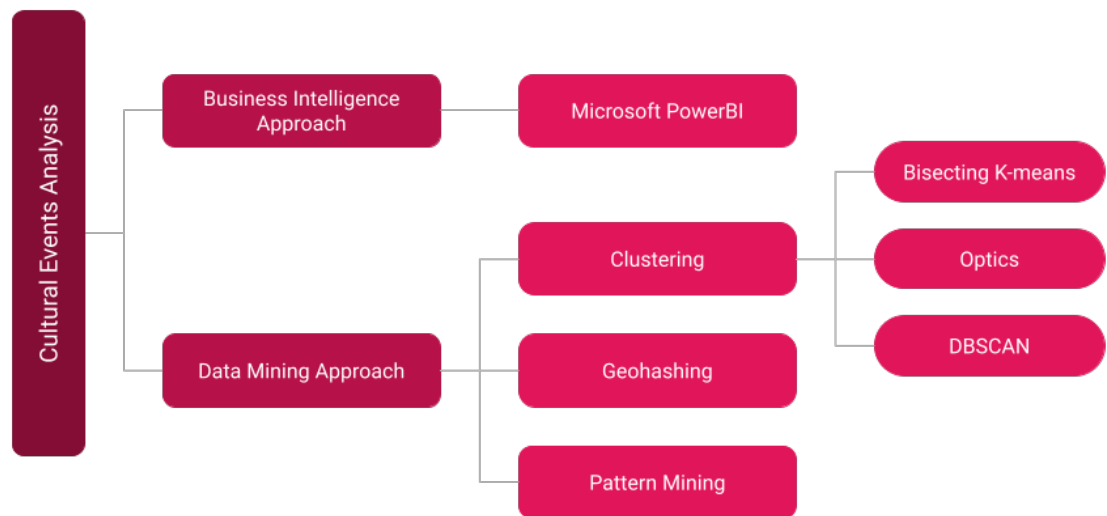 Cultural Events Analysis
Business Intelligence
Approach
Microsoft PowerBI
Data Mining Approach
Clustering
Bisecting K-means
Optics
DBSCAN
Geohashing
Pattern Mining